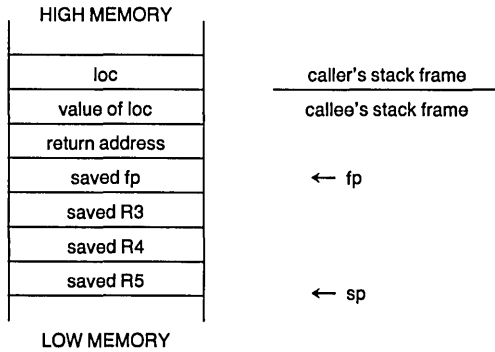 HIGH MEMORY
loc caller's stack frame
value of loc callee's stack frame
return address
saved fp ← fp
saved R3
saved R4
saved R5
← sp
LOW MEMORY